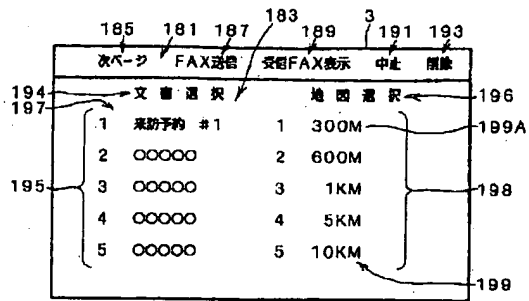 185 181 187 183 189 3 191 193
次ページ FAX送信 受信FAX表示 中止 削除
194 文書選択 地図選択 196
197
1 来訪予約 #1 1 300M 199A
2 ○○○○○ 2 600M
195 3 ○○○○○ 3 1KM 198
4 ○○○○○ 4 5KM
5 ○○○○○ 5 10KM
199